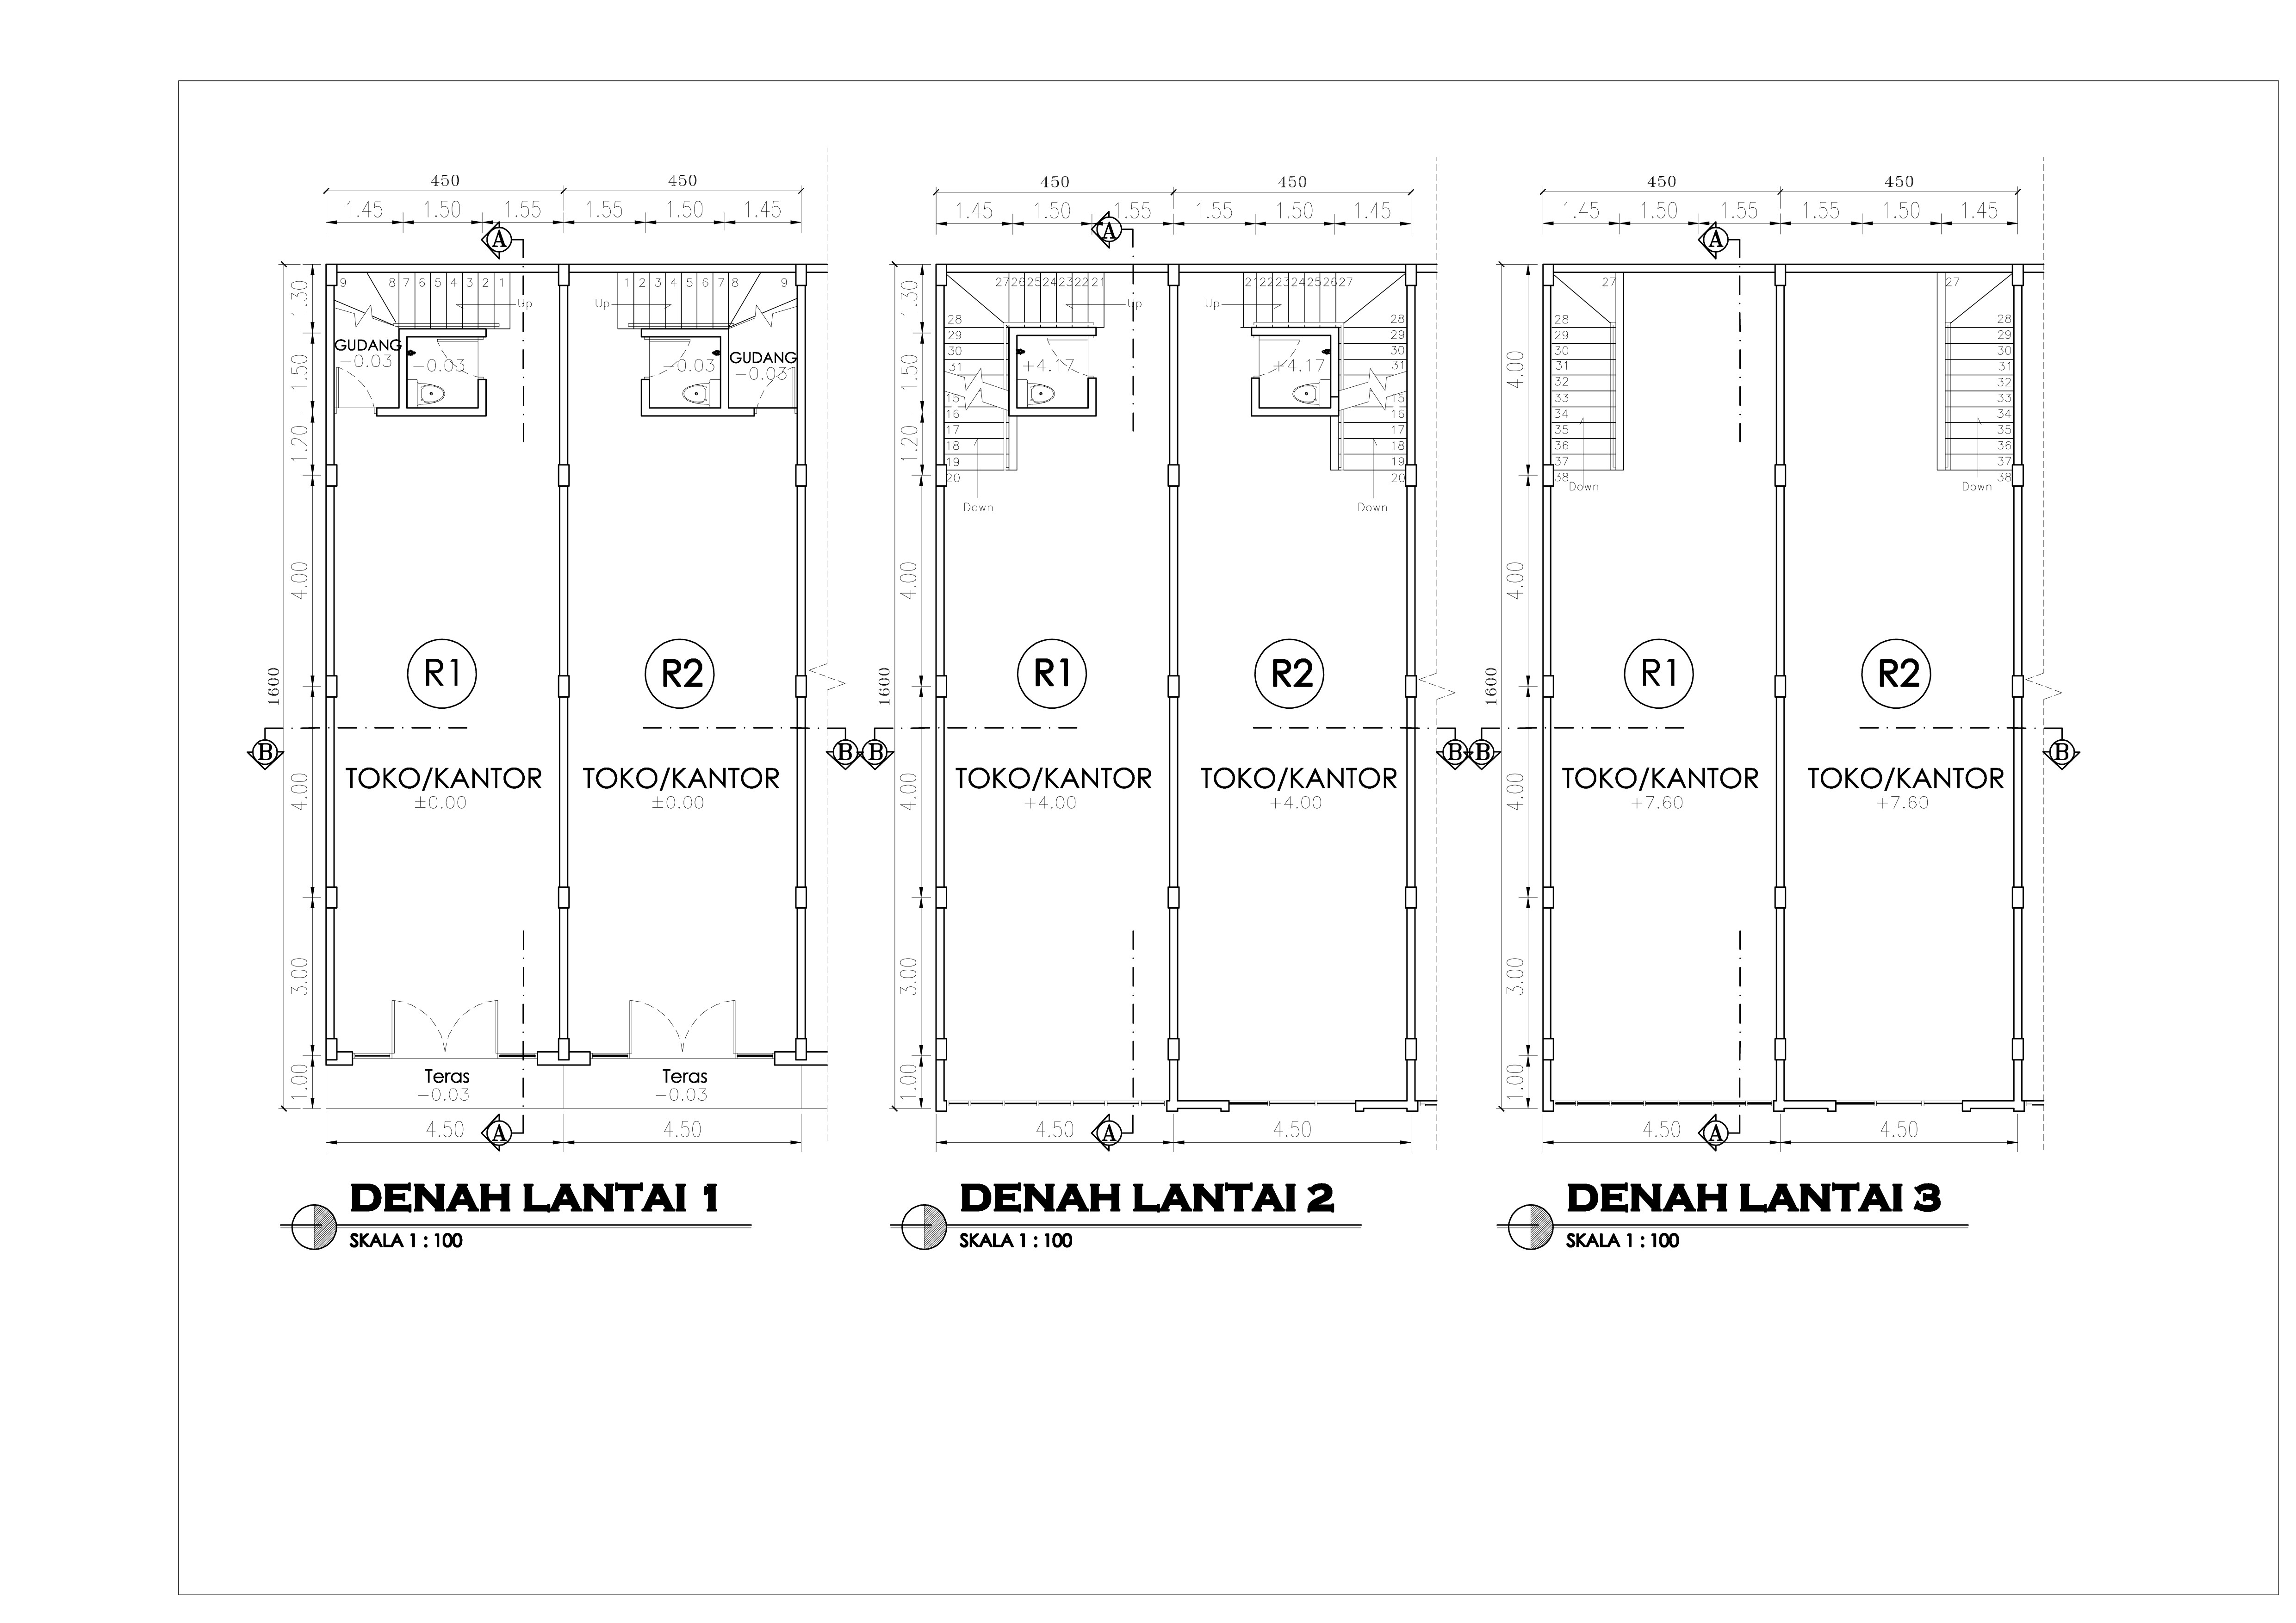 450 450
1.45 1.50 1.55 1.55 1.50 1.45
A
1.30 1.50 1.20 4.00 4.00 3.00 1.00
1600
9 8 7 6 5 4 3 2 1
Up
1 2 3 4 5 6 7 8 9
Up
GUDANG
-0.03
-0.03
-0.03
GUDANG
-0.03
R1 R2
B B
TOKO/KANTOR TOKO/KANTOR
±0.00 ±0.00
Teras Teras
-0.03 -0.03
4.50 A 4.50
DENAH LANTAI 1
SKALA 1 : 100
450 450
1.45 1.50 1.55 1.55 1.50 1.45
A
1.30 1.50 1.20 4.00 4.00 3.00 1.00
1600
27 26 25 24 23 22 21
Up
21 22 23 24 25 26 27
Up
28 28
29 29
30 30
31 31
+4.17 +4.17
15 15
16 16
17 17
18 18
19 19
20 20
Down Down
R1 R2
B B
TOKO/KANTOR TOKO/KANTOR
+4.00 +4.00
4.50 A 4.50
DENAH LANTAI 2
SKALA 1 : 100
450 450
1.45 1.50 1.55 1.55 1.50 1.45
A
4.00 4.00 4.00 3.00 1.00
1600
27 27
28 28
29 29
30 30
31 31
32 32
33 33
34 34
35 35
36 36
37 37
38 38
Down Down
R1 R2
B B
TOKO/KANTOR TOKO/KANTOR
+7.60 +7.60
4.50 A 4.50
DENAH LANTAI 3
SKALA 1 : 100